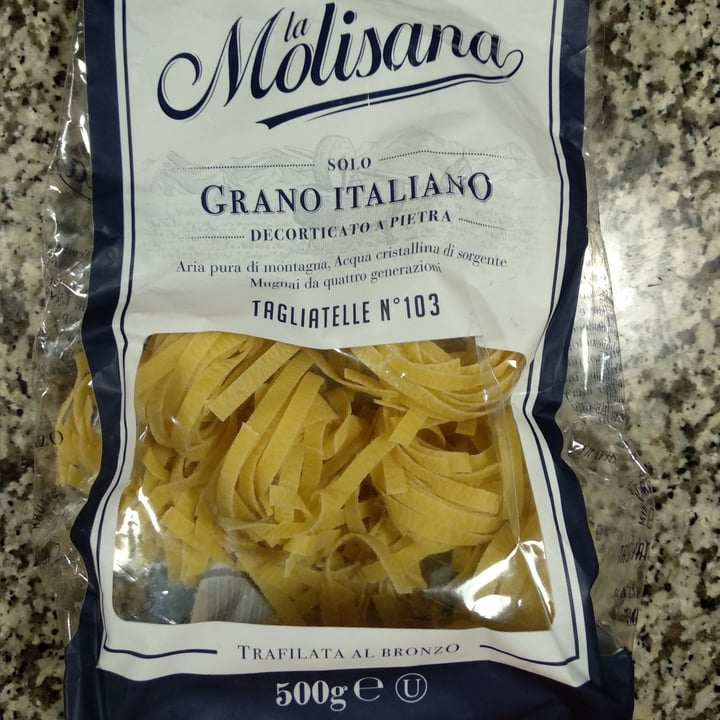 la
Molisana
SOLO
GRANO ITALIANO
DECORTICATO A PIETRA
Aria pura di montagna, Acqua cristallina di sorgente
Mugnai da quattro generazioni
TAGLIATELLE N°103
TRAFILATA AL BRONZO
500g ℮ U